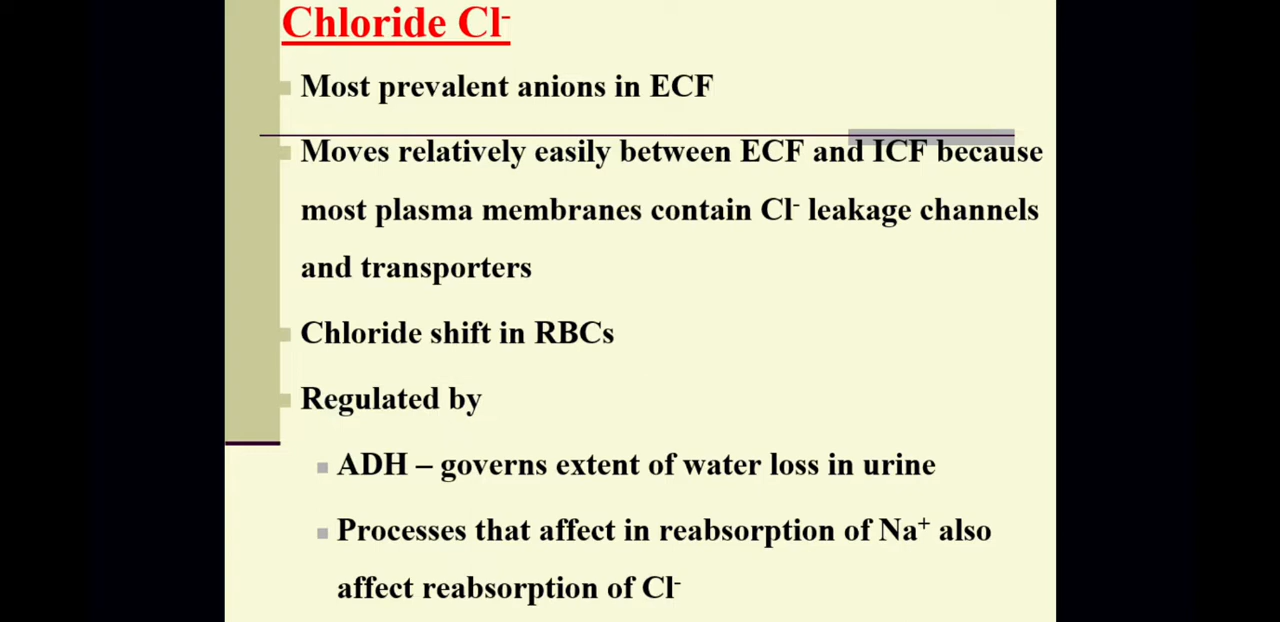 Chloride Cl⁻
Most prevalent anions in ECF
Moves relatively easily between ECF and ICF because
most plasma membranes contain Cl⁻ leakage channels
and transporters
Chloride shift in RBCs
Regulated by
ADH – governs extent of water loss in urine
Processes that affect in reabsorption of Na⁺ also
affect reabsorption of Cl⁻